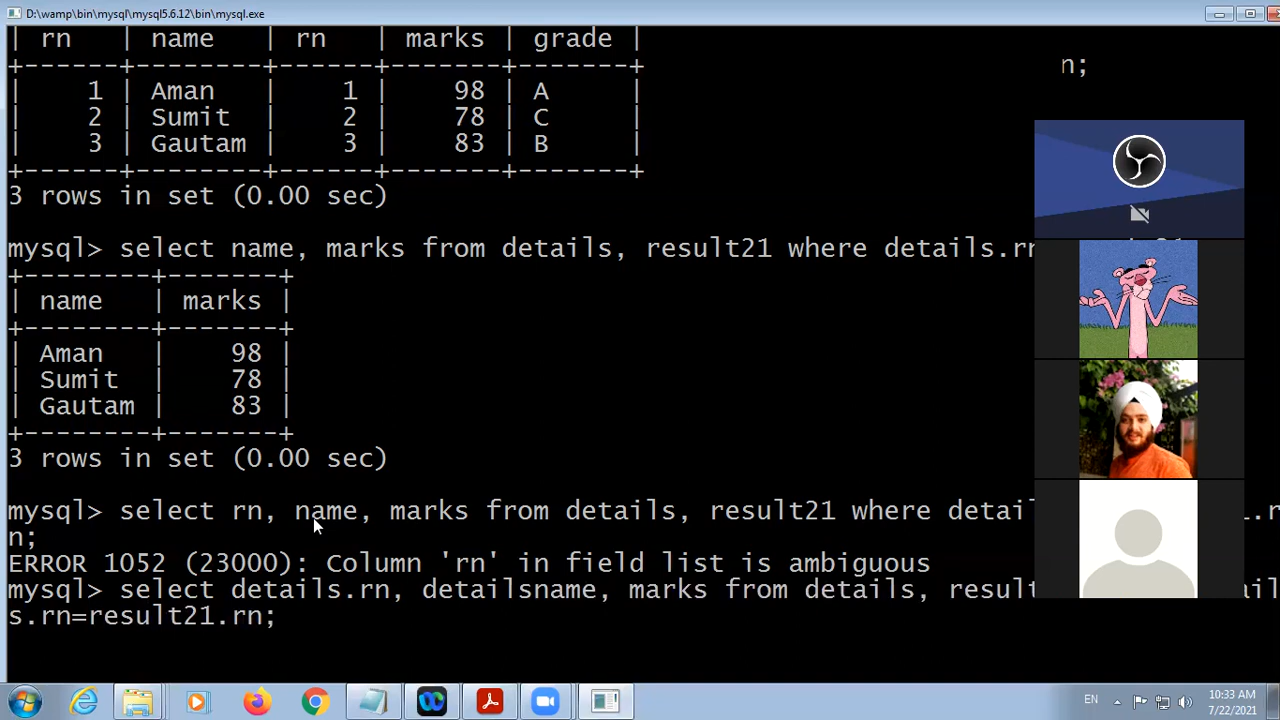 D:\wamp\bin\mysql\mysql5.6.12\bin\mysql.exe
| rn | name | rn | marks | grade |
+------+---------+------+-------+-------+
| 1 | Aman | 1 | 98 | A |
| 2 | Sumit | 2 | 78 | C |
| 3 | Gautam | 3 | 83 | B |
+------+---------+------+-------+-------+
3 rows in set (0.00 sec)
n;
mysql> select name, marks from details, result21 where details.rn
+---------+-------+
| name | marks |
+---------+-------+
| Aman | 98 |
| Sumit | 78 |
| Gautam | 83 |
+---------+-------+
3 rows in set (0.00 sec)
mysql> select rn, name, marks from details, result21 where detai
n;
ERROR 1052 (23000): Column 'rn' in field list is ambiguous
mysql> select details.rn, detailsname, marks from details, result
s.rn=result21.rn;
EN
10:33 AM
7/22/2021